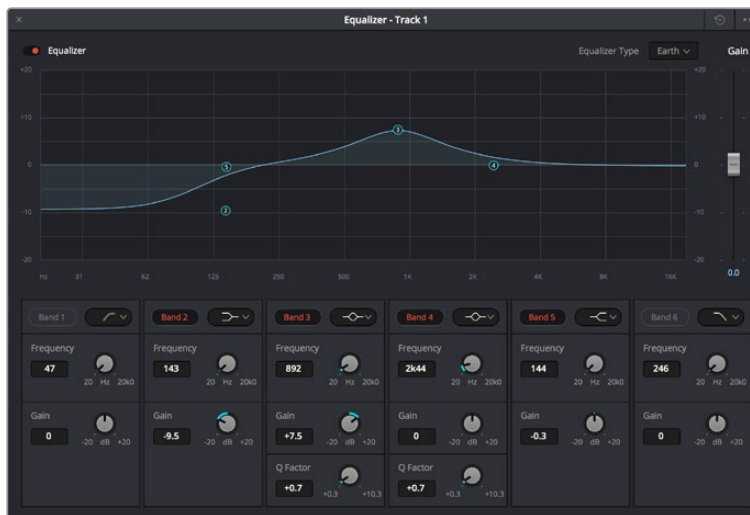 Equalizer - Track 1
Equalizer Equalizer Type Earth Gain
+20 +20
+10 +10
0 0
-10 -10
-20 -20
5 3 4 2
Hz 31 62 125 250 500 1K 2K 4K 8K 16K 0.0
Band 1 Band 2 Band 3 Band 4 Band 5 Band 6
Frequency Frequency Frequency Frequency Frequency Frequency
47 143 892 2k44 144 246
20 Hz 20k0 20 Hz 20k0 20 Hz 20k0 20 Hz 20k0 20 Hz 20k0 20 Hz 20k0
Gain Gain Gain Gain Gain Gain
0 -9.5 +7.5 0 -0.3 0
-20 dB +20 -20 dB +20 -20 dB +20 -20 dB +20 -20 dB +20 -20 dB +20
Q Factor Q Factor
+0.7 +0.7
+0.3 +10.3 +0.3 +10.3